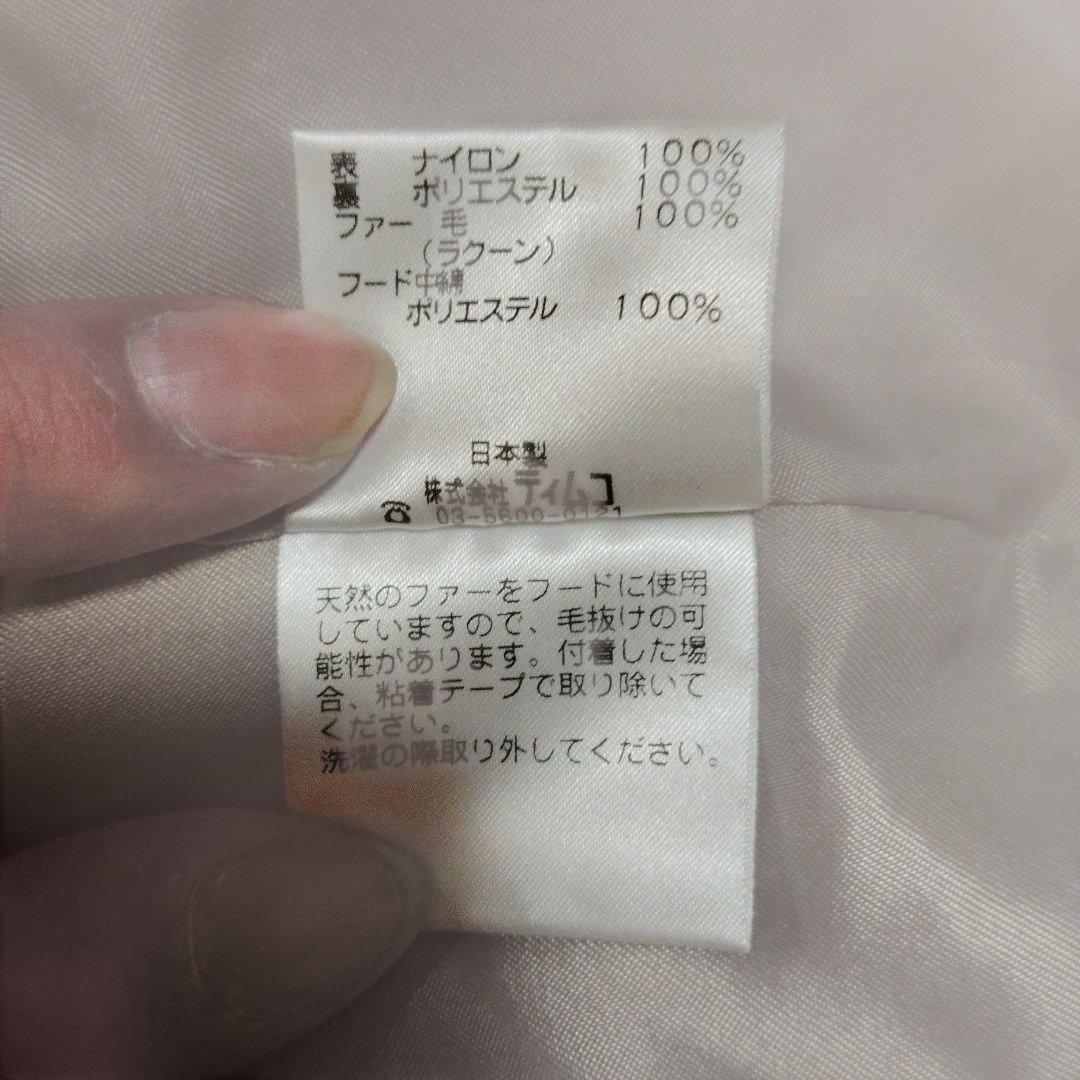 表 ナイロン 100%
裏 ポリエステル 100%
ファー 毛 100%
(ラクーン)
フード中綿
ポリエステル 100%
日本製
株式会社ティムコ
☎ 03-5600-0121
天然のファーをフードに使用
していますので、毛抜けの可
能性があります。付着した場
合、粘着テープで取り除いて
ください。
洗濯の際取り外してください。